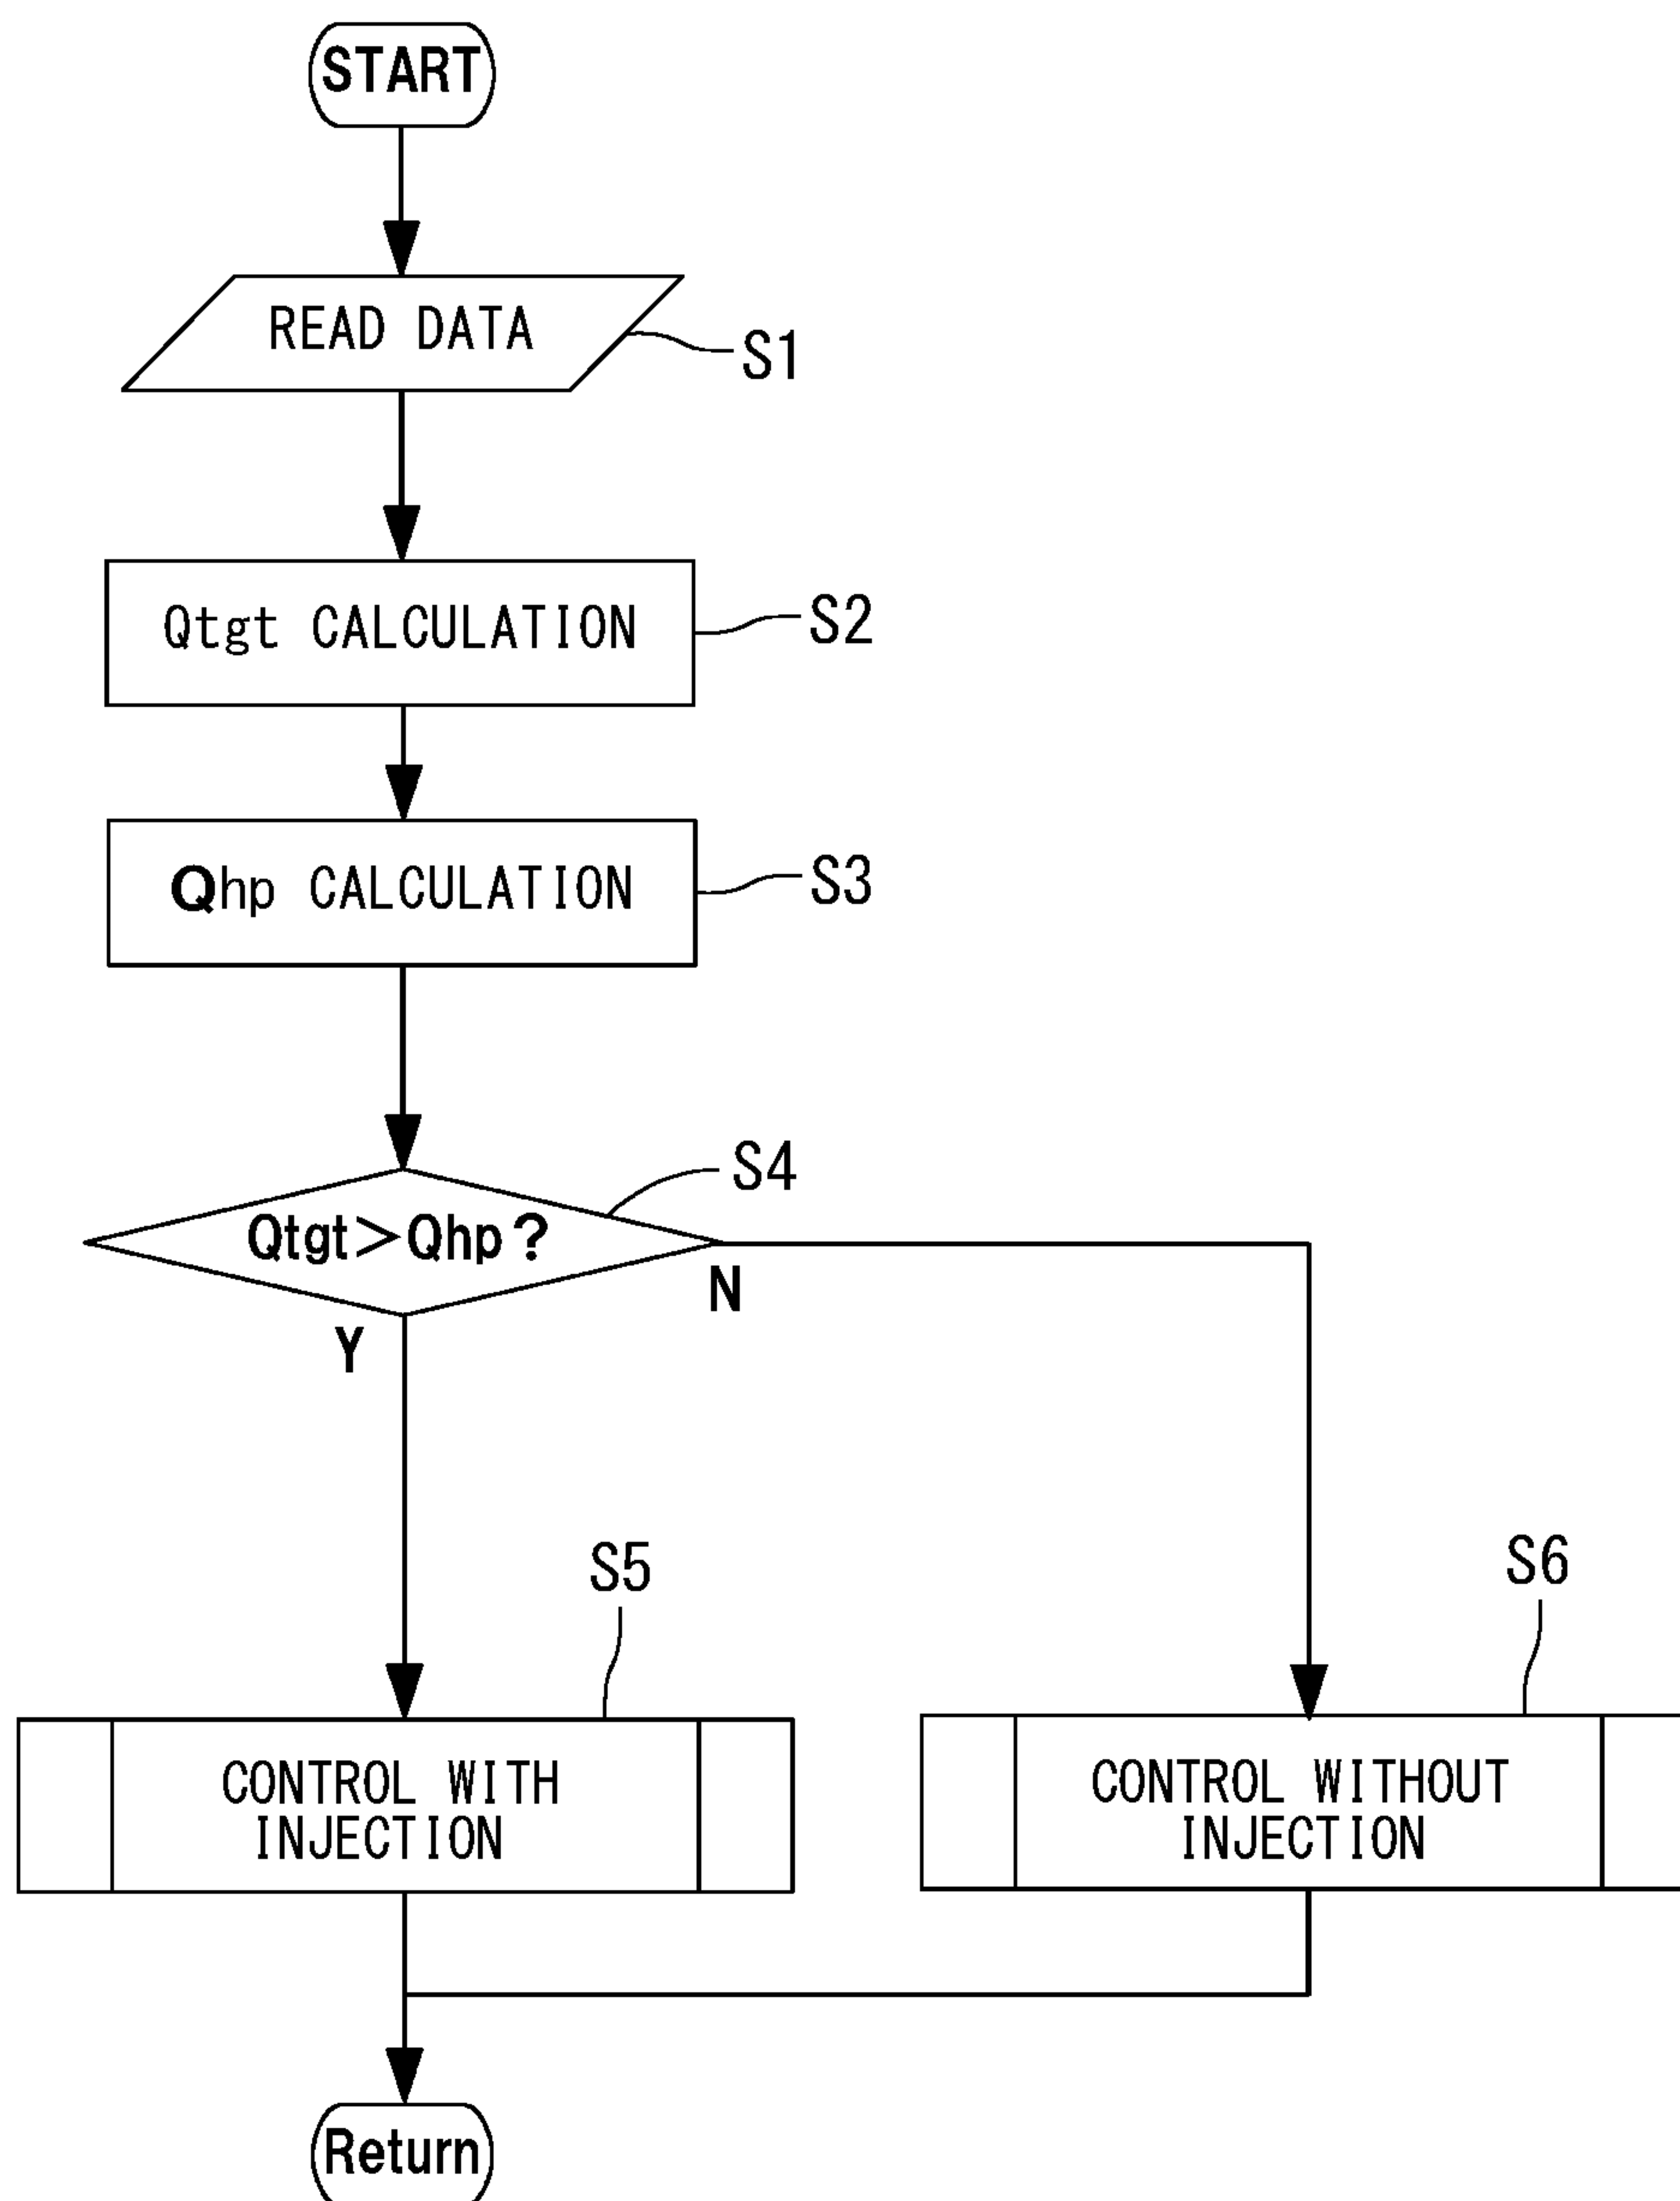 START
READ DATA
S1
Qtgt CALCULATION
S2
Qhp CALCULATION
S3
S4
Qtgt>Qhp?
N
Y
S5
S6
CONTROL WITH
INJECTION
CONTROL WITHOUT
INJECTION
Return